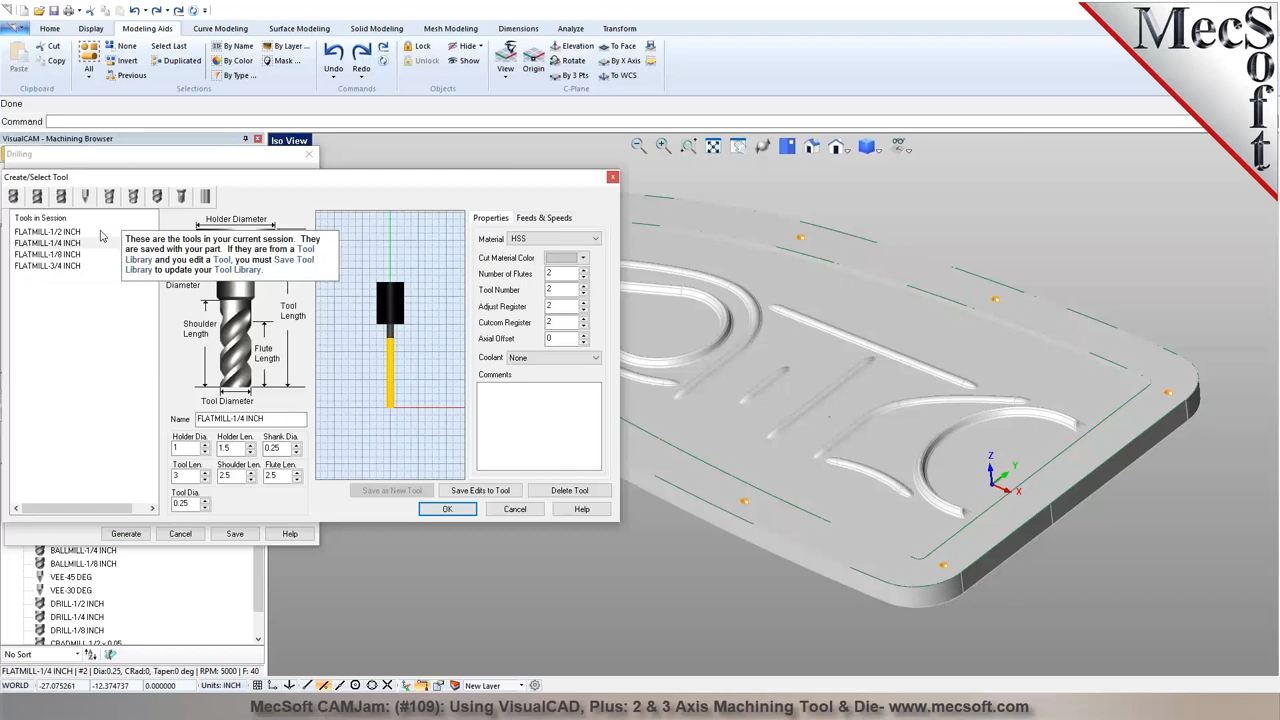 Home Display Modeling Aids Curve Modeling Surface Modeling Solid Modeling Mesh Modeling Dimensions Analyze Transform
Paste Cut Copy Clipboard
All None Invert Previous Select Last Duplicated By Name By Color By Type ... By Layer ... Mask ... Selections
Undo Redo Commands
Lock Unlock Hide Show Objects
View Origin Elevation Rotate By 3 Pts To Face By X Axis To WCS C-Plane
MecSoft
Done
Command
VisualCAM - Machining Browser
Iso View
Drilling
Create/Select Tool
Tools in Session
FLATMILL-1/2 INCH
FLATMILL-1/4 INCH
FLATMILL-1/8 INCH
FLATMILL-3/4 INCH
These are the tools in your current session. They
are saved with your part. If they are from a Tool
Library and you edit a Tool, you must Save Tool
Library to update your Tool Library.
Holder Diameter
Diameter
Shoulder
Length
Tool
Length
Flute
Length
Tool Diameter
Name FLATMILL-1/4 INCH
Holder Dia. Holder Len. Shank Dia.
1 1.5 0.25
Tool Len. Shoulder Len. Flute Len.
3 2.5 2.5
Tool Dia.
0.25
Properties Feeds & Speeds
Material HSS
Cut Material Color
Number of Flutes 2
Tool Number 2
Adjust Register 2
Cutcom Register 2
Axial Offset 0
Coolant None
Comments
Save as New Tool Save Edits to Tool Delete Tool
OK Cancel Help
Generate Cancel Save Help
BALLMILL-1/4 INCH
BALLMILL-1/8 INCH
VEE-45 DEG
VEE-30 DEG
DRILL-1/2 INCH
DRILL-1/4 INCH
DRILL-1/8 INCH
CRADMILL-1/2 - 0.05
No Sort
Z
Y
X
FLATMILL-1/4 INCH | #2 | Dia:0.25, CRad:0, Taper:0 deg | RPM: 5000 | F: 40
WORLD -27.075261 -12.374737 0.000000 Units: INCH New Layer
MecSoft CAMJam: (#109): Using VisualCAD, Plus: 2 & 3 Axis Machining Tool & Die- www.mecsoft.com